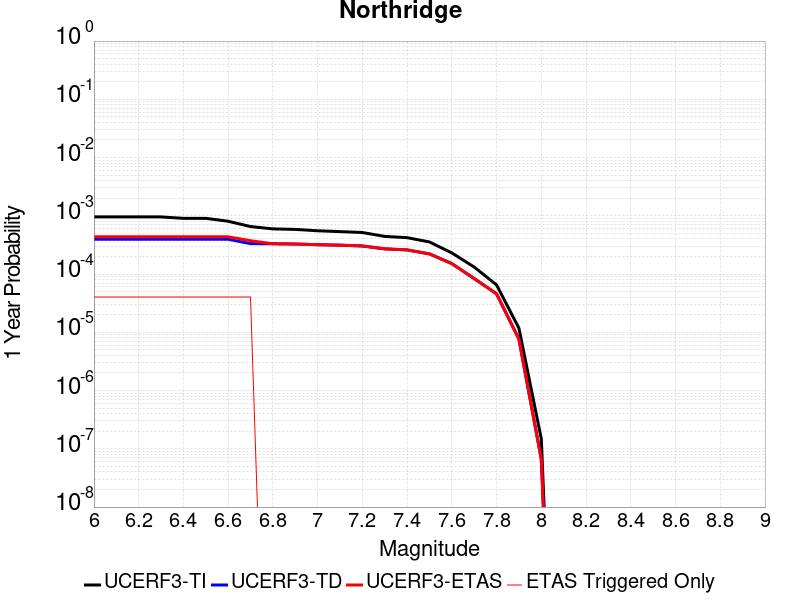 Northridge
10^0
10^-1
10^-2
10^-3
10^-4
10^-5
10^-6
10^-7
10^-8
1 Year Probability
6 6.2 6.4 6.6 6.8 7 7.2 7.4 7.6 7.8 8 8.2 8.4 8.6 8.8 9
Magnitude
UCERF3-TI UCERF3-TD UCERF3-ETAS ETAS Triggered Only